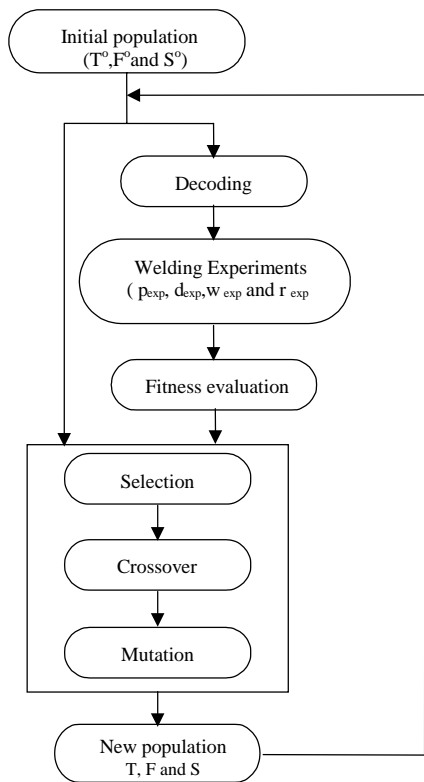 Initial population
(T°,F°and S°)
Decoding
Welding Experiments
( pexp, dexp,w exp and r exp
Fitness evaluation
Selection
Crossover
Mutation
New population
T, F and S